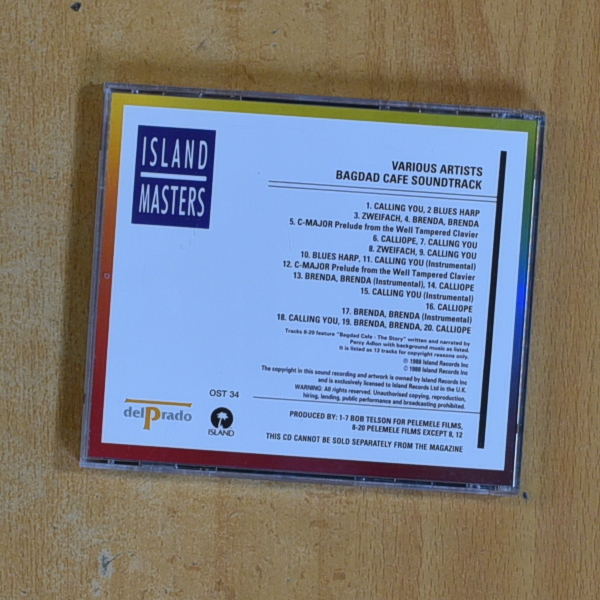 ISLAND
MASTERS
VARIOUS ARTISTS
BAGDAD CAFE SOUNDTRACK
1. CALLING YOU, 2 BLUES HARP
3. ZWEIFACH, 4. BRENDA, BRENDA
5. C-MAJOR Prelude from the Well Tampered Clavier
6. CALLIOPE, 7. CALLING YOU
8. ZWEIFACH, 9. CALLING YOU
10. BLUES HARP, 11. CALLING YOU (Instrumental)
12. C-MAJOR Prelude from the Well Tampered Clavier
13. BRENDA, BRENDA (Instrumental), 14. CALLIOPE
15. CALLING YOU (Instrumental)
16. CALLIOPE
17. BRENDA, BRENDA (Instrumental)
18. CALLING YOU, 19. BRENDA, BRENDA, 20. CALLIOPE
Tracks 8-20 feature "Bagdad Cafe - The Story" written and narrated by
Percy Adlon with background music as listed.
It is listed as 13 tracks for copyright reasons only.
℗ 1988 Island Records Inc
© 1988 Island Records Inc
The copyright in this sound recording and artwork is owned by Island Records Inc
and is exclusively licensed to Island Records Ltd in the U.K.
WARNING: All rights reserved. Unauthorised copying, reproduction,
hiring, lending, public performance and broadcasting prohibited.
OST 34
delPrado
ISLAND
PRODUCED BY: 1-7 BOB TELSON FOR PELEMELE FILMS,
8-20 PELEMELE FILMS EXCEPT 8, 12
THIS CD CANNOT BE SOLD SEPARATELY FROM THE MAGAZINE